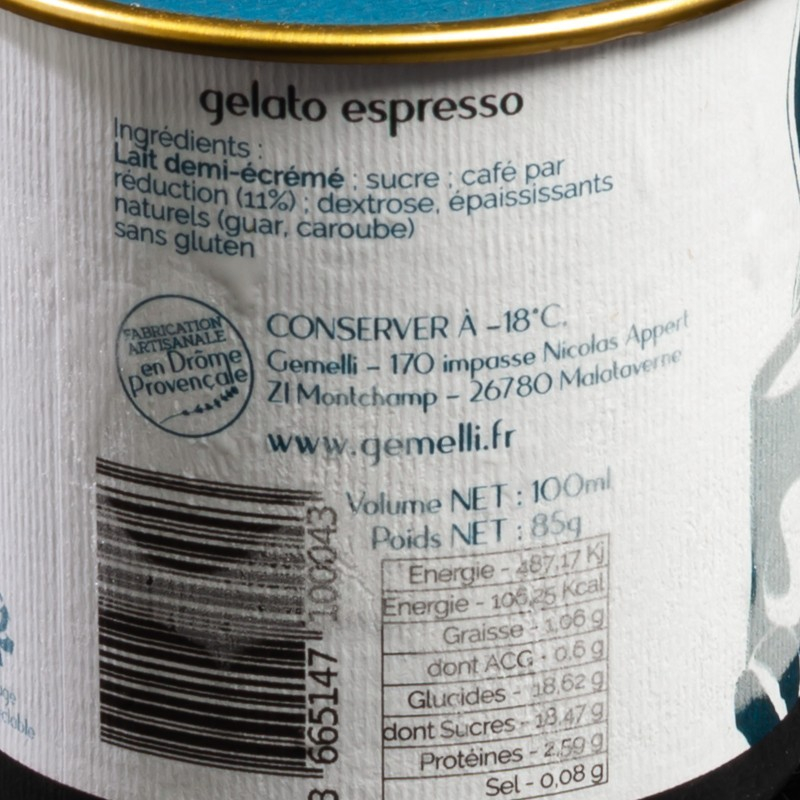 gelato espresso
Ingrédients :
Lait demi-écrémé ; sucre ; café par
réduction (11%) ; dextrose, épaississants
naturels (guar, caroube)
sans gluten
FABRICATION
ARTISANALE
en Drôme
Provençale
CONSERVER À -18°C.
Gemelli - 170 impasse Nicolas Appert
ZI Montchamp - 26780 Malataverne
www.gemelli.fr
Volume NET : 100ml
Poids NET : 85g
Energie - 487,17 Kj
Energie - 106,25 Kcal
Graisse - 1,06 g
dont ACG - 0,6 g
Glucides - 18,62 g
dont Sucres - 18,47 g
Protéines - 2,59 g
Sel - 0,08 g
3 665147 100043